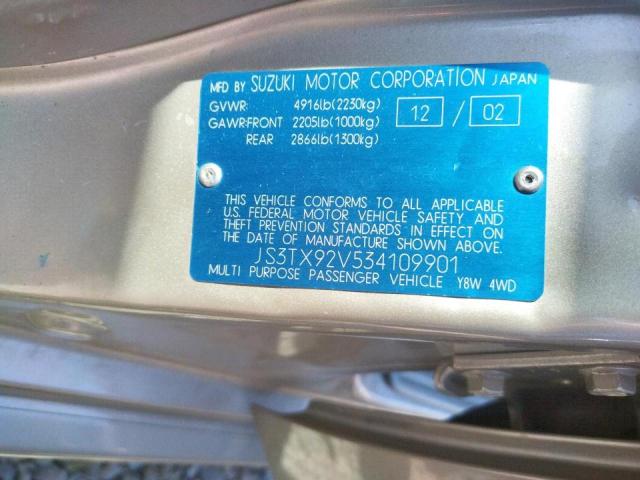 MFD BY SUZUKI MOTOR CORPORATION JAPAN
GVWR: 4916lb(2230kg) 12 / 02
GAWR:FRONT 2205lb(1000kg)
REAR 2866lb(1300kg)
THIS VEHICLE CONFORMS TO ALL APPLICABLE
U.S. FEDERAL MOTOR VEHICLE SAFETY AND
THEFT PREVENTION STANDARDS IN EFFECT ON
THE DATE OF MANUFACTURE SHOWN ABOVE.
JS3TX92V534109901
MULTI PURPOSE PASSENGER VEHICLE Y8W 4WD